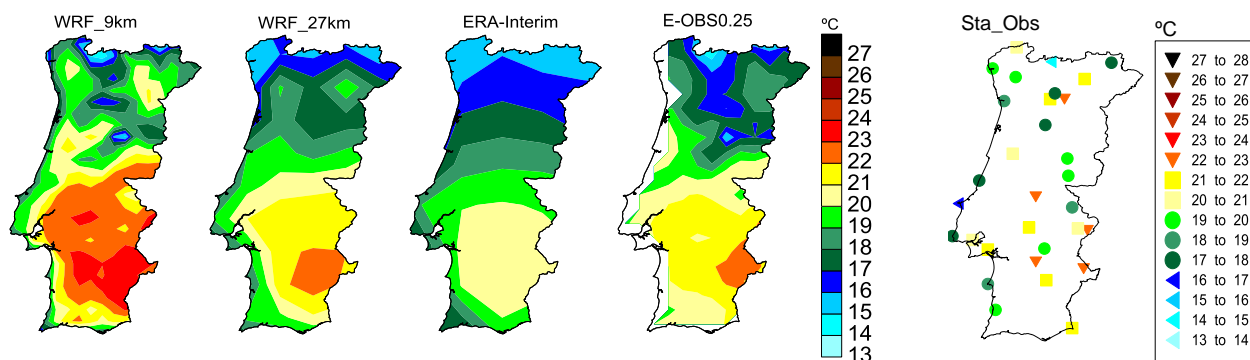 WRF_9km
WRF_27km
ERA-Interim
E-OBS0.25
ºC
27
26
25
24
23
22
21
20
19
18
17
16
15
14
13
Sta_Obs
ºC
27 to 28
26 to 27
25 to 26
24 to 25
23 to 24
22 to 23
21 to 22
20 to 21
19 to 20
18 to 19
17 to 18
16 to 17
15 to 16
14 to 15
13 to 14